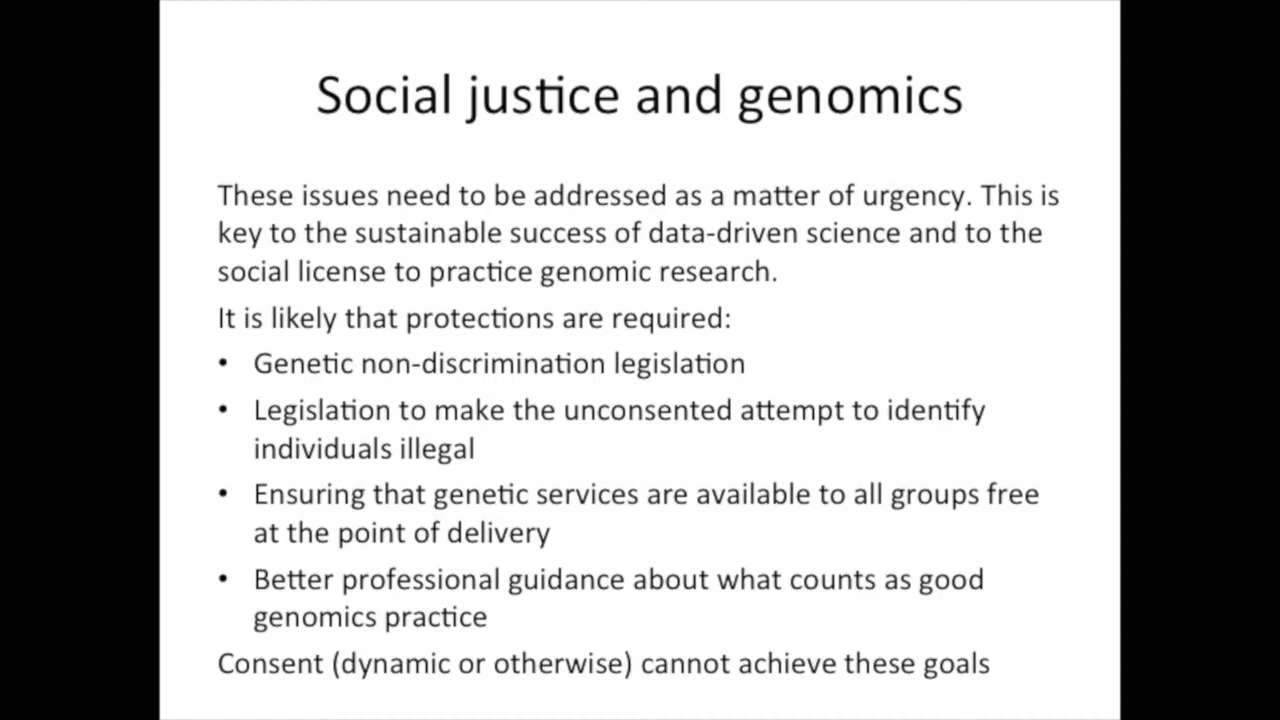 Social justice and genomics
These issues need to be addressed as a matter of urgency. This is
key to the sustainable success of data-driven science and to the
social license to practice genomic research.
It is likely that protections are required:
• Genetic non-discrimination legislation
• Legislation to make the unconsented attempt to identify
individuals illegal
• Ensuring that genetic services are available to all groups free
at the point of delivery
• Better professional guidance about what counts as good
genomics practice
Consent (dynamic or otherwise) cannot achieve these goals